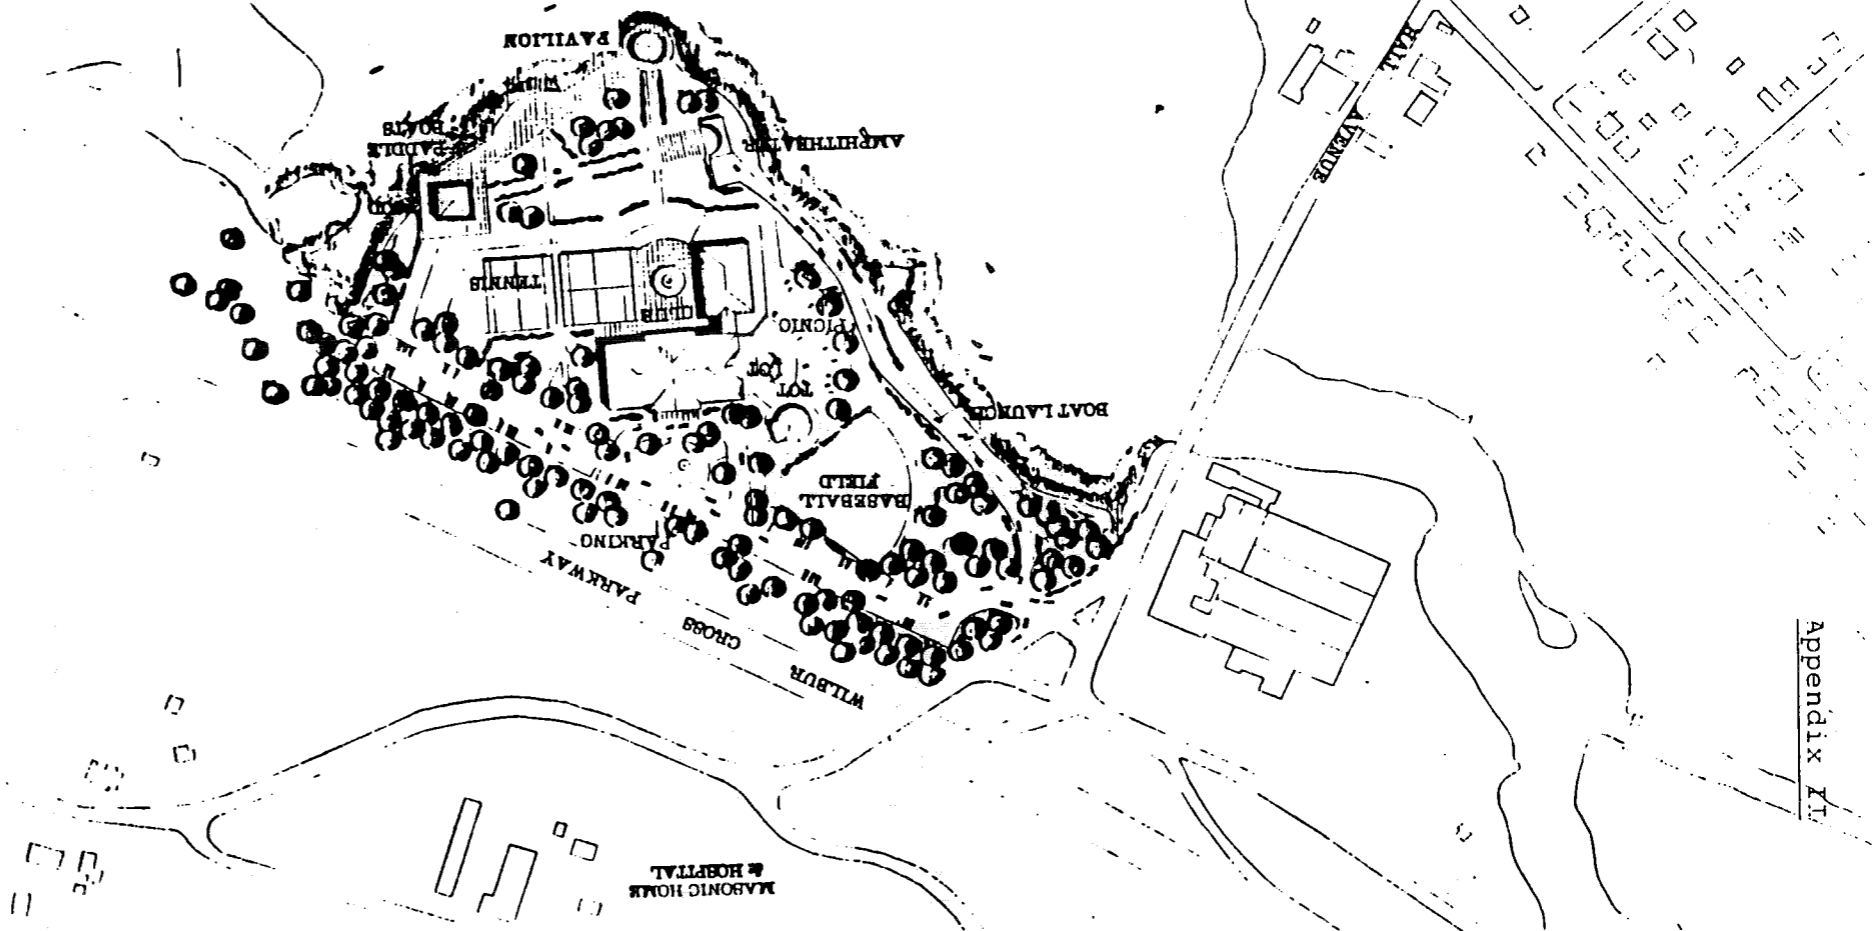 PAVILION
PADDLE
BOATS
AMPHITHEATER
TENNIS
CLUB
PICNIC
TOT
LOT
BOAT LAUNCH
BASEBALL
FIELD
PARKING
WILBUR CROSS PARKWAY
HALL AVENUE
MASONIC HOME
& HOSPITAL
Appendix II